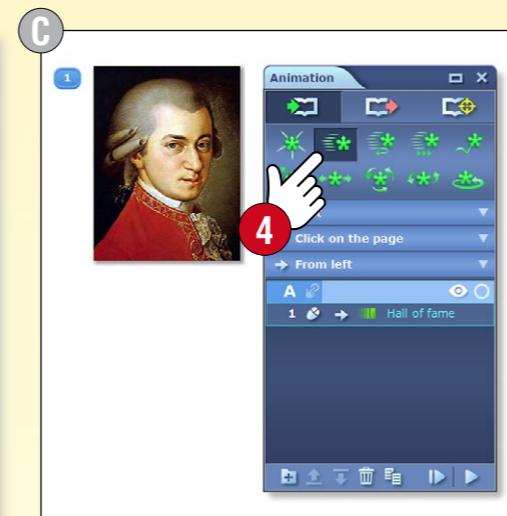 C
1
Animation
4
Click on the page
From left
A
1 Hall of fame